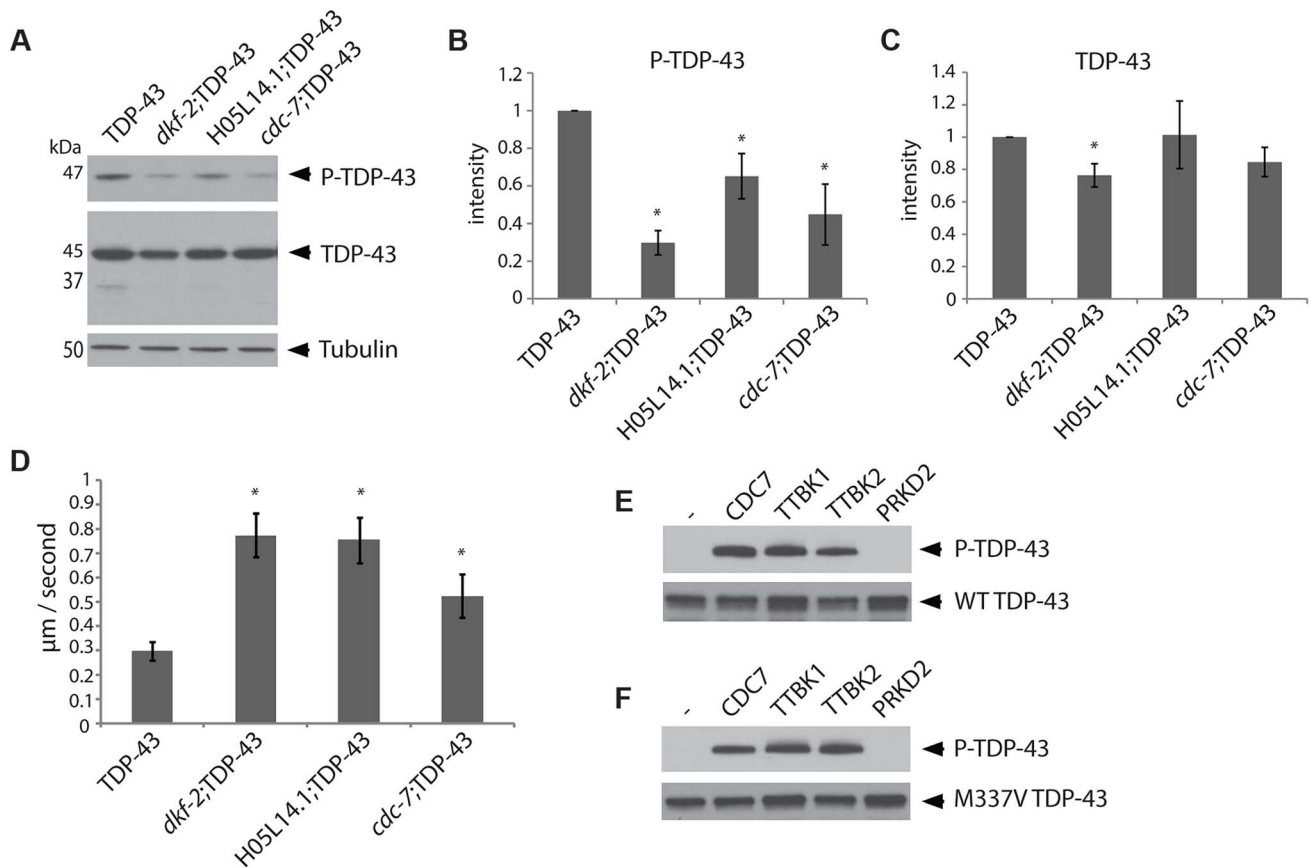 A
TDP-43
dkf-2;TDP-43
H05L14.1;TDP-43
cdc-7;TDP-43
kDa
47
P-TDP-43
45
TDP-43
37
50
Tubulin
B
P-TDP-43
intensity
1.2
1
0.8
0.6
0.4
0.2
0
*
*
*
TDP-43
dkf-2;TDP-43
H05L14.1;TDP-43
cdc-7;TDP-43
C
TDP-43
intensity
1.4
1.2
1
0.8
0.6
0.4
0.2
0
*
TDP-43
dkf-2;TDP-43
H05L14.1;TDP-43
cdc-7;TDP-43
D
µm / second
1
0.9
0.8
0.7
0.6
0.5
0.4
0.3
0.2
0.1
0
*
*
*
TDP-43
dkf-2;TDP-43
H05L14.1;TDP-43
cdc-7;TDP-43
E
-
CDC7
TTBK1
TTBK2
PRKD2
P-TDP-43
WT TDP-43
F
-
CDC7
TTBK1
TTBK2
PRKD2
P-TDP-43
M337V TDP-43